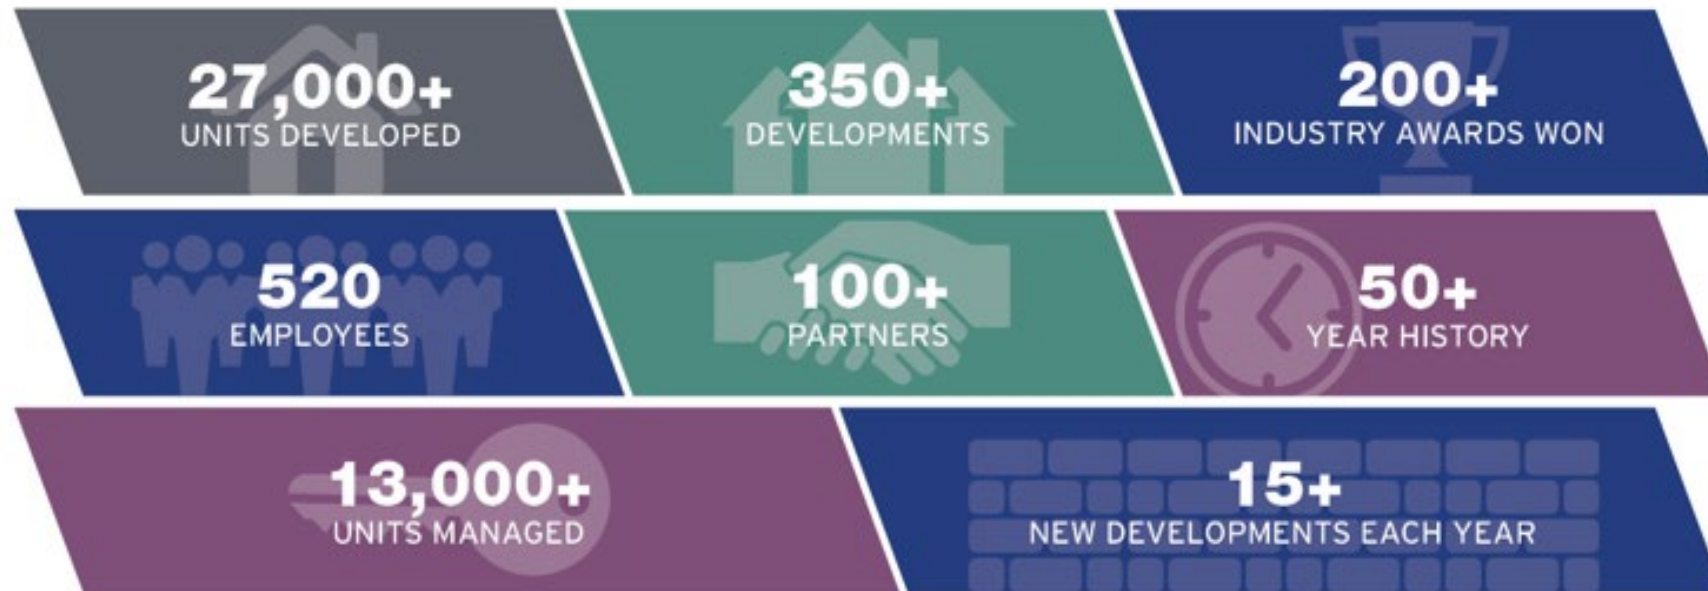 27,000+
UNITS DEVELOPED
350+
DEVELOPMENTS
200+
INDUSTRY AWARDS WON
520
EMPLOYEES
100+
PARTNERS
50+
YEAR HISTORY
13,000+
UNITS MANAGED
15+
NEW DEVELOPMENTS EACH YEAR